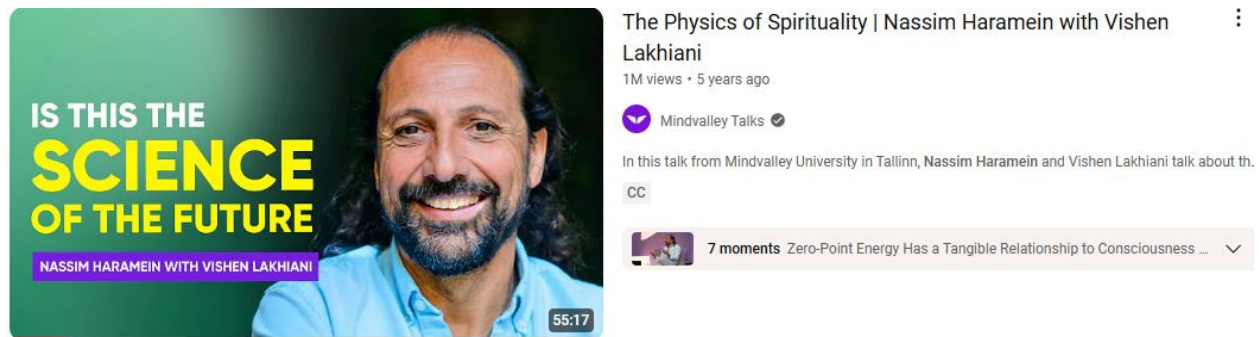 IS THIS THE
SCIENCE
OF THE FUTURE
NASSIM HARAMEIN WITH VISHEN LAKHIANI
55:17
The Physics of Spirituality | Nassim Haramein with Vishen
Lakhiani
1M views • 5 years ago
Mindvalley Talks
In this talk from Mindvalley University in Tallinn, Nassim Haramein and Vishen Lakhiani talk about th...
CC
7 moments Zero-Point Energy Has a Tangible Relationship to Consciousness ...